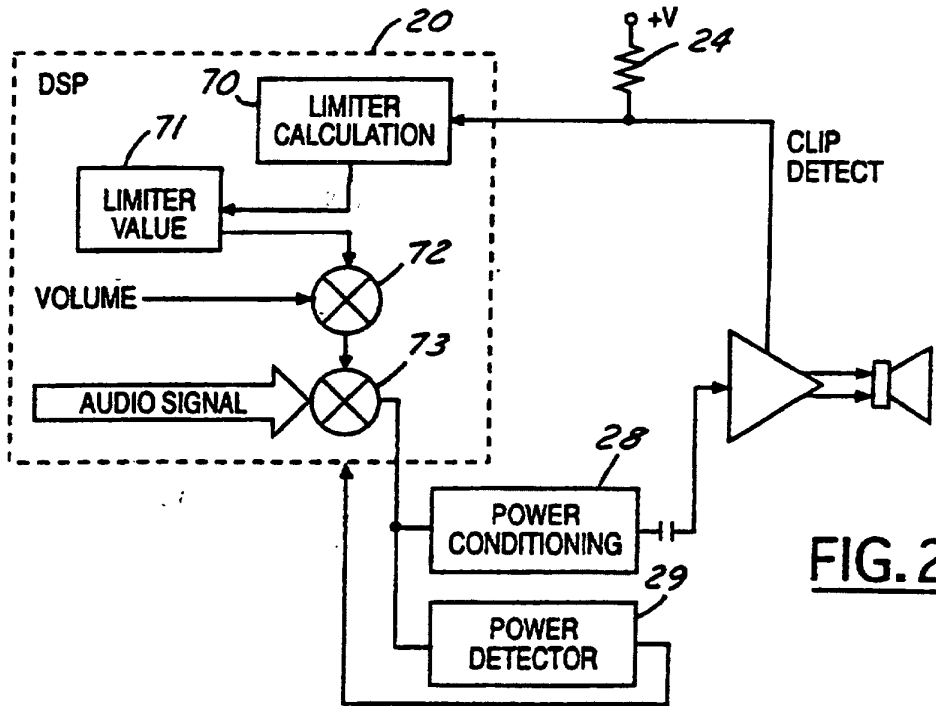 20
+V
24
DSP
70
LIMITER
CALCULATION
71
CLIP
DETECT
LIMITER
VALUE
72
VOLUME
73
AUDIO SIGNAL
28
POWER
CONDITIONING
FIG. 2
29
POWER
DETECTOR